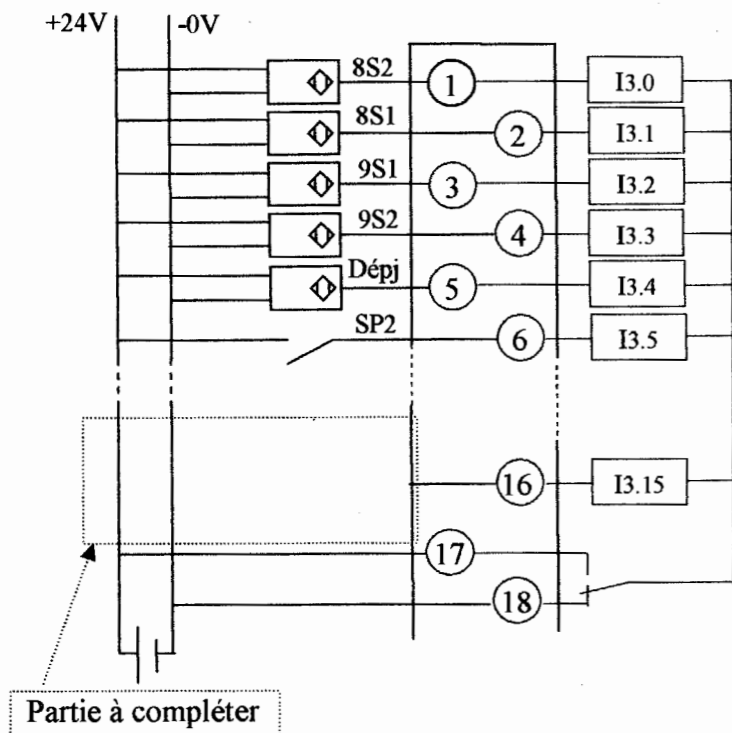 +24V -0V
8S2 1 I3.0
8S1 2 I3.1
9S1 3 I3.2
9S2 4 I3.3
Dépj 5 I3.4
SP2 6 I3.5
16 I3.15
17
18
Partie à compléter